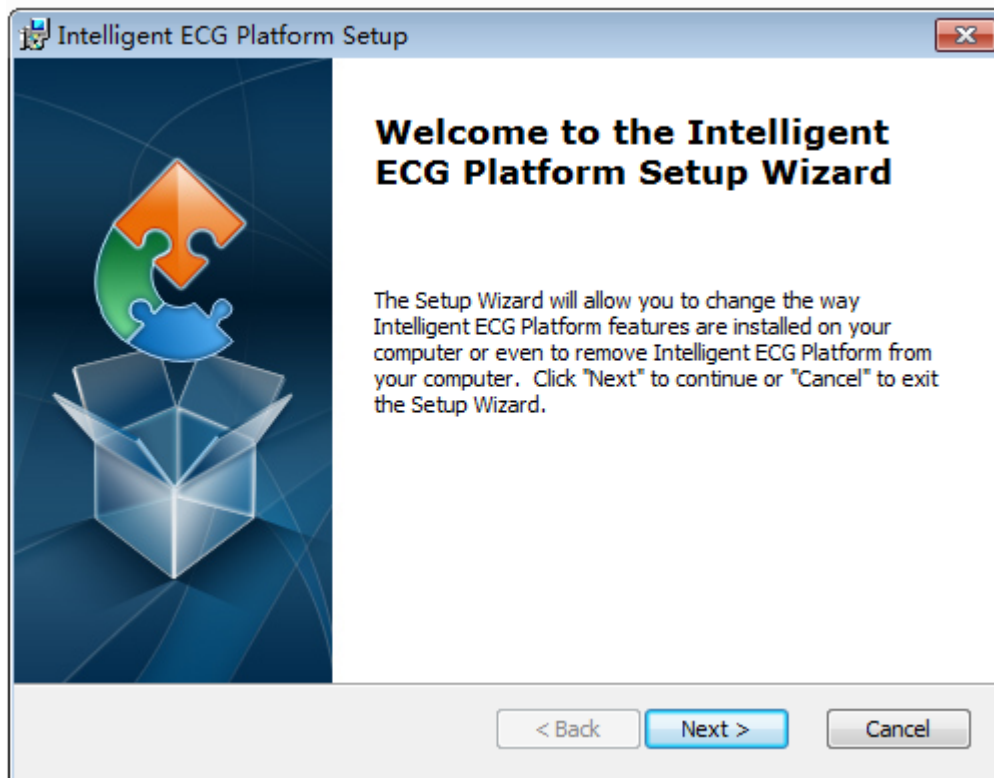 Intelligent ECG Platform Setup
Welcome to the Intelligent
ECG Platform Setup Wizard
The Setup Wizard will allow you to change the way
Intelligent ECG Platform features are installed on your
computer or even to remove Intelligent ECG Platform from
your computer.  Click "Next" to continue or "Cancel" to exit
the Setup Wizard.
< Back
Next >
Cancel